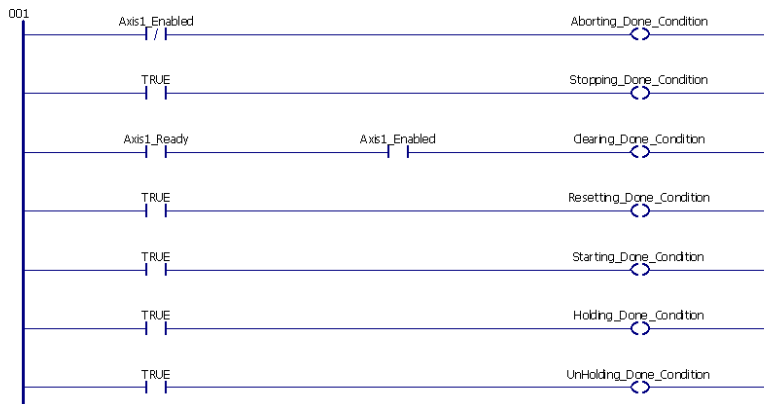 001
Axis1_Enabled Aborting_Done_Condition
TRUE Stopping_Done_Condition
Axis1_Ready Axis1_Enabled Clearing_Done_Condition
TRUE Resetting_Done_Condition
TRUE Starting_Done_Condition
TRUE Holding_Done_Condition
TRUE UnHolding_Done_Condition